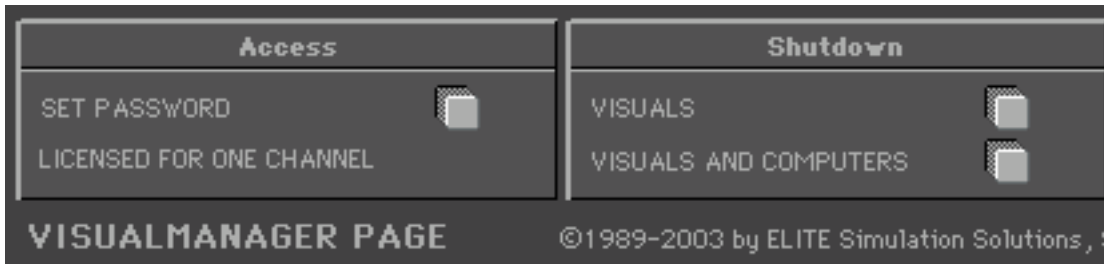 Access
SET PASSWORD
LICENSED FOR ONE CHANNEL
Shutdown
VISUALS
VISUALS AND COMPUTERS
VISUALMANAGER PAGE
©1989-2003 by ELITE Simulation Solutions,